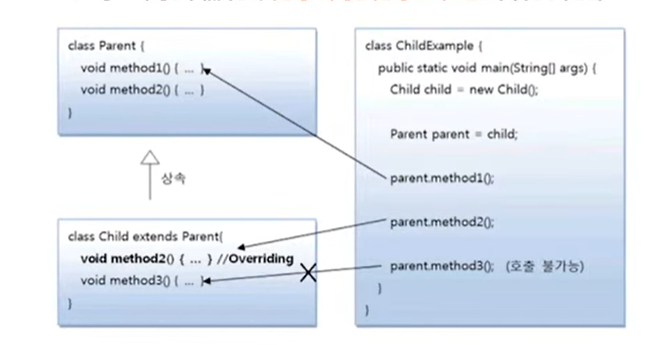 class Parent {
void method1() { ... }
void method2() { ... }
}
상속
class Child extends Parent{
void method2() { ... } //Overriding
void method3() { ... }
}
class ChildExample {
public static void main(String[] args) {
Child child = new Child();
Parent parent = child;
parent.method1();
parent.method2();
parent.method3(); (호출 불가능)
}
}